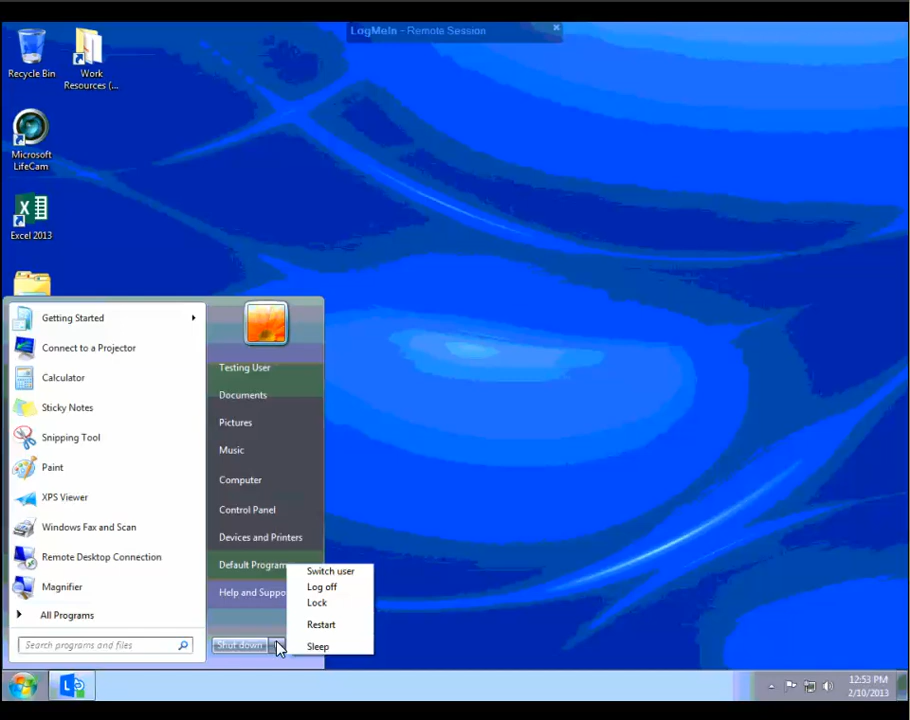 LogMeIn - Remote Session
Recycle Bin
Work
Resources (...
Microsoft
LifeCam
Excel 2013
Getting Started
Connect to a Projector
Calculator
Sticky Notes
Snipping Tool
Paint
XPS Viewer
Windows Fax and Scan
Remote Desktop Connection
Magnifier
All Programs
Search programs and files
Testing User
Documents
Pictures
Music
Computer
Control Panel
Devices and Printers
Default Program
Help and Suppo
Shut down
Switch user
Log off
Lock
Restart
Sleep
12:53 PM
2/10/2013